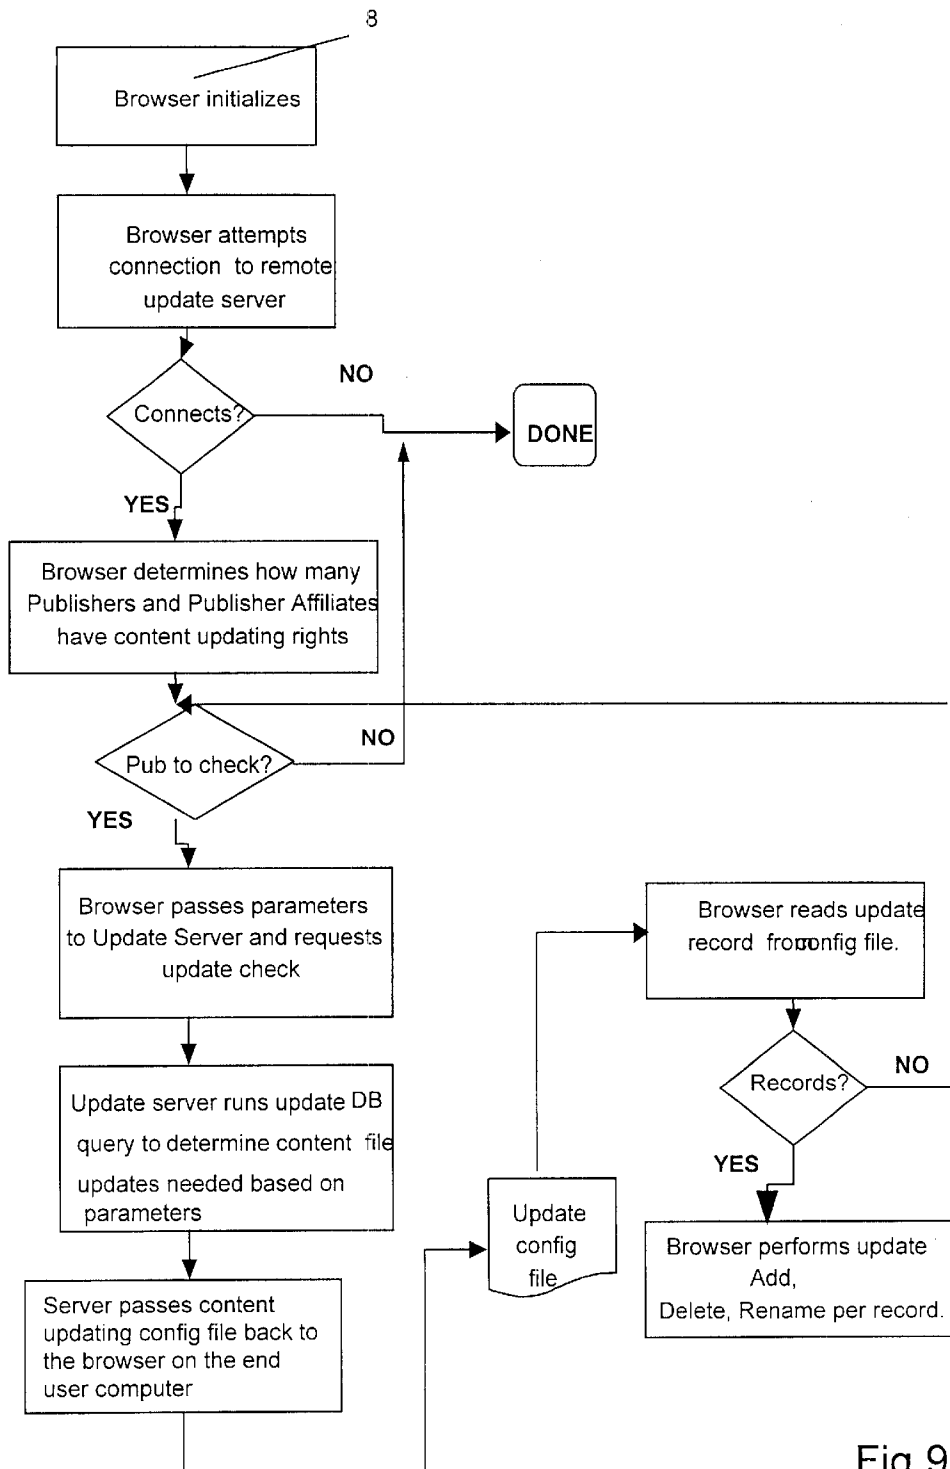 8
Browser initializes
Browser attempts
connection to remote
update server
NO
Connects?
DONE
YES
Browser determines how many
Publishers and Publisher Affiliates
have content updating rights
NO
Pub to check?
YES
Browser passes parameters
to Update Server and requests
update check
Update server runs update DB
query to determine content file
updates needed based on
parameters
Server passes content
updating config file back to
the browser on the end
user computer
Update
config
file
Browser reads update
record from config file.
Records?
NO
YES
Browser performs update
Add,
Delete, Rename per record.
Fig 9